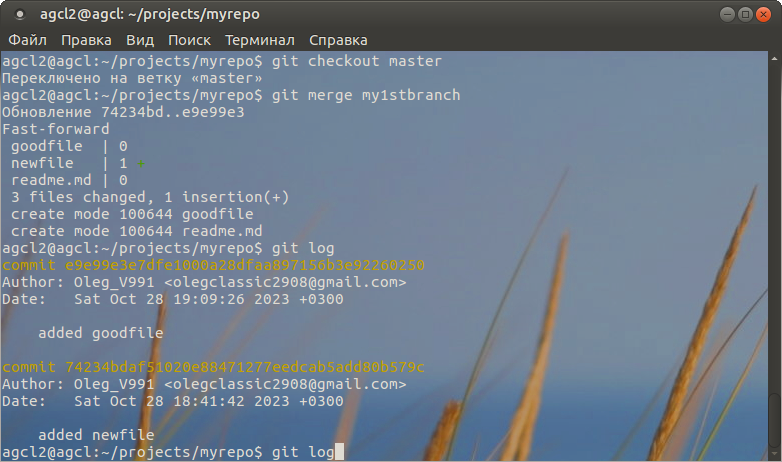 agcl2@agcl: ~/projects/myrepo
Файл Правка Вид Поиск Терминал Справка
agcl2@agcl:~/projects/myrepo$ git checkout master
Переключено на ветку «master»
agcl2@agcl:~/projects/myrepo$ git merge my1stbranch
Обновление 74234bd..e9e99e3
Fast-forward
 goodfile  | 0
 newfile   | 1 +
 readme.md | 0
 3 files changed, 1 insertion(+)
 create mode 100644 goodfile
 create mode 100644 readme.md
agcl2@agcl:~/projects/myrepo$ git log
commit e9e99e3e7dfe1000a28dfaa897156b3e92260250
Author: Oleg_V991 <olegclassic2908@gmail.com>
Date:   Sat Oct 28 19:09:26 2023 +0300
    added goodfile
commit 74234bdaf51020e88471277eedcab5add80b579c
Author: Oleg_V991 <olegclassic2908@gmail.com>
Date:   Sat Oct 28 18:41:42 2023 +0300
    added newfile
agcl2@agcl:~/projects/myrepo$ git log